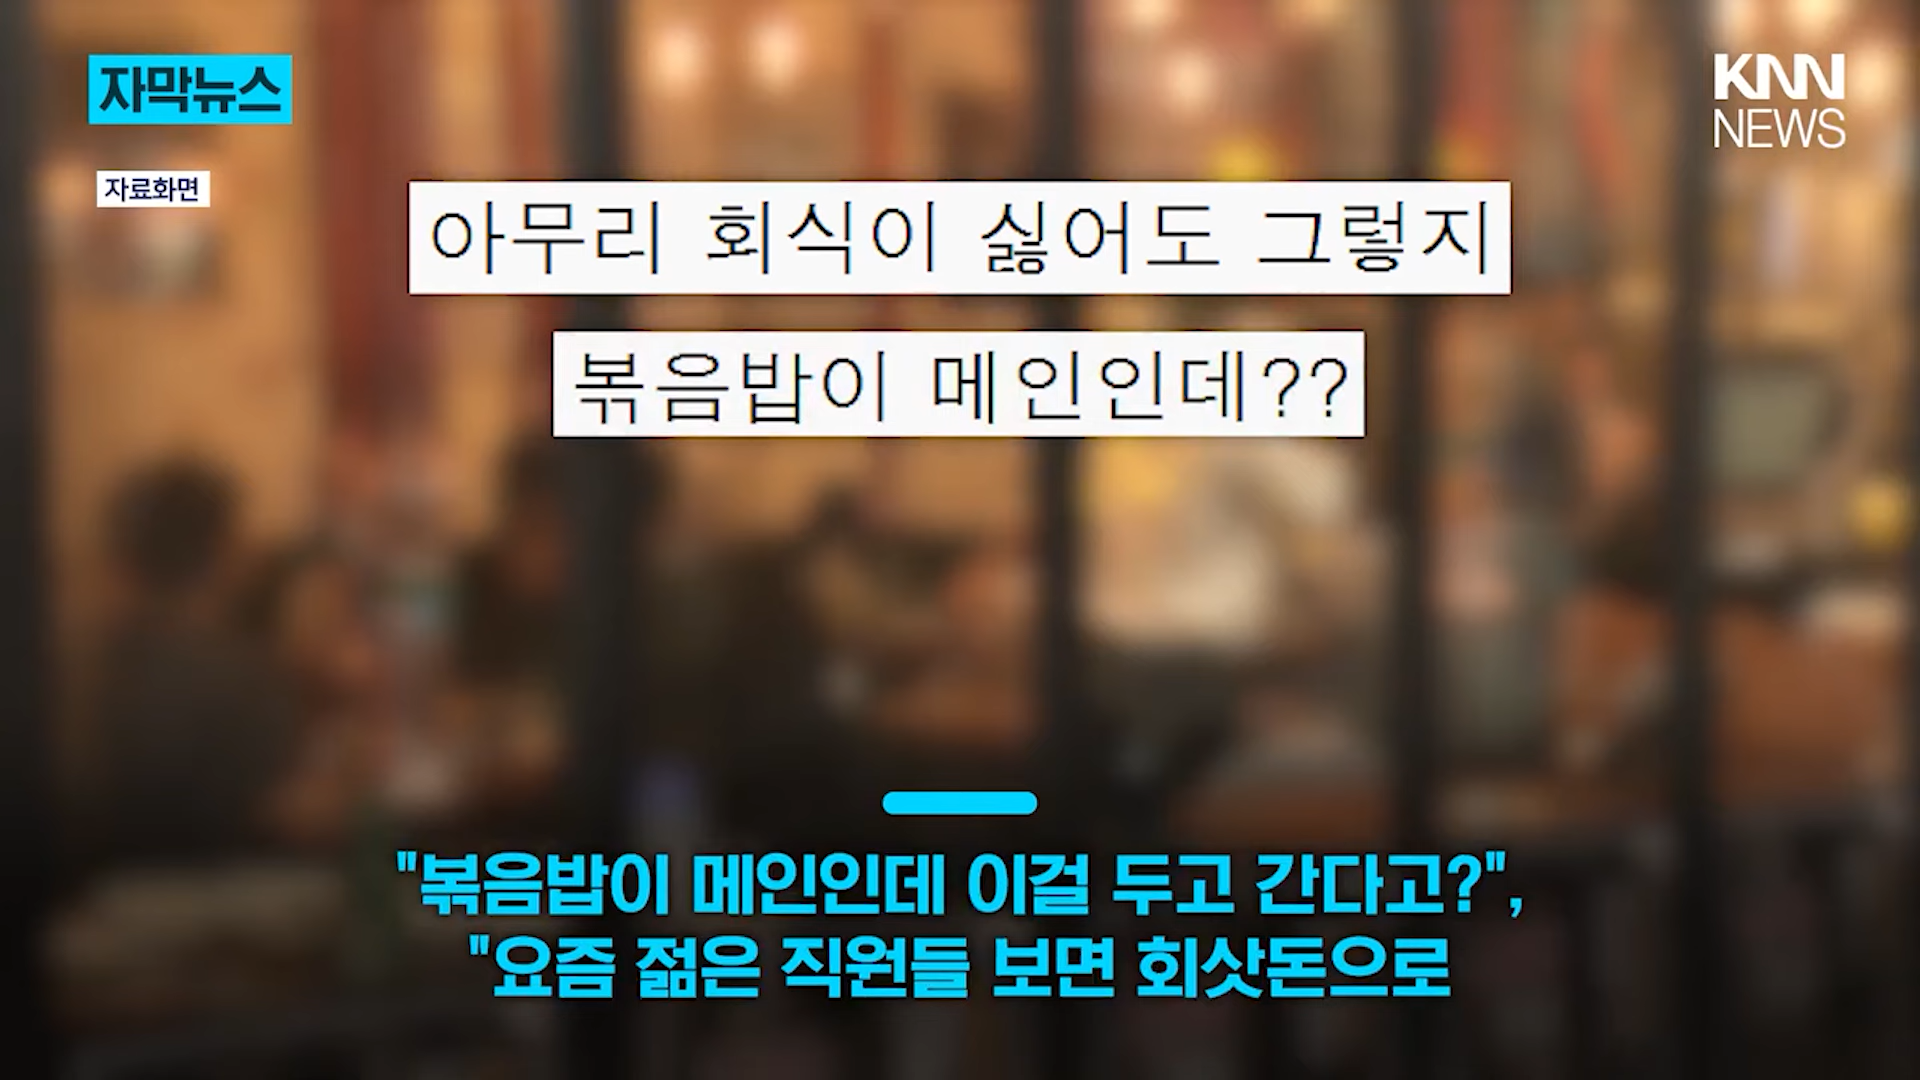 자막뉴스
KNN
NEWS
자료화면
아무리 회식이 싫어도 그렇지
볶음밥이 메인인데??
"볶음밥이 메인인데 이걸 두고 간다고?",
"요즘 젊은 직원들 보면 회삿돈으로